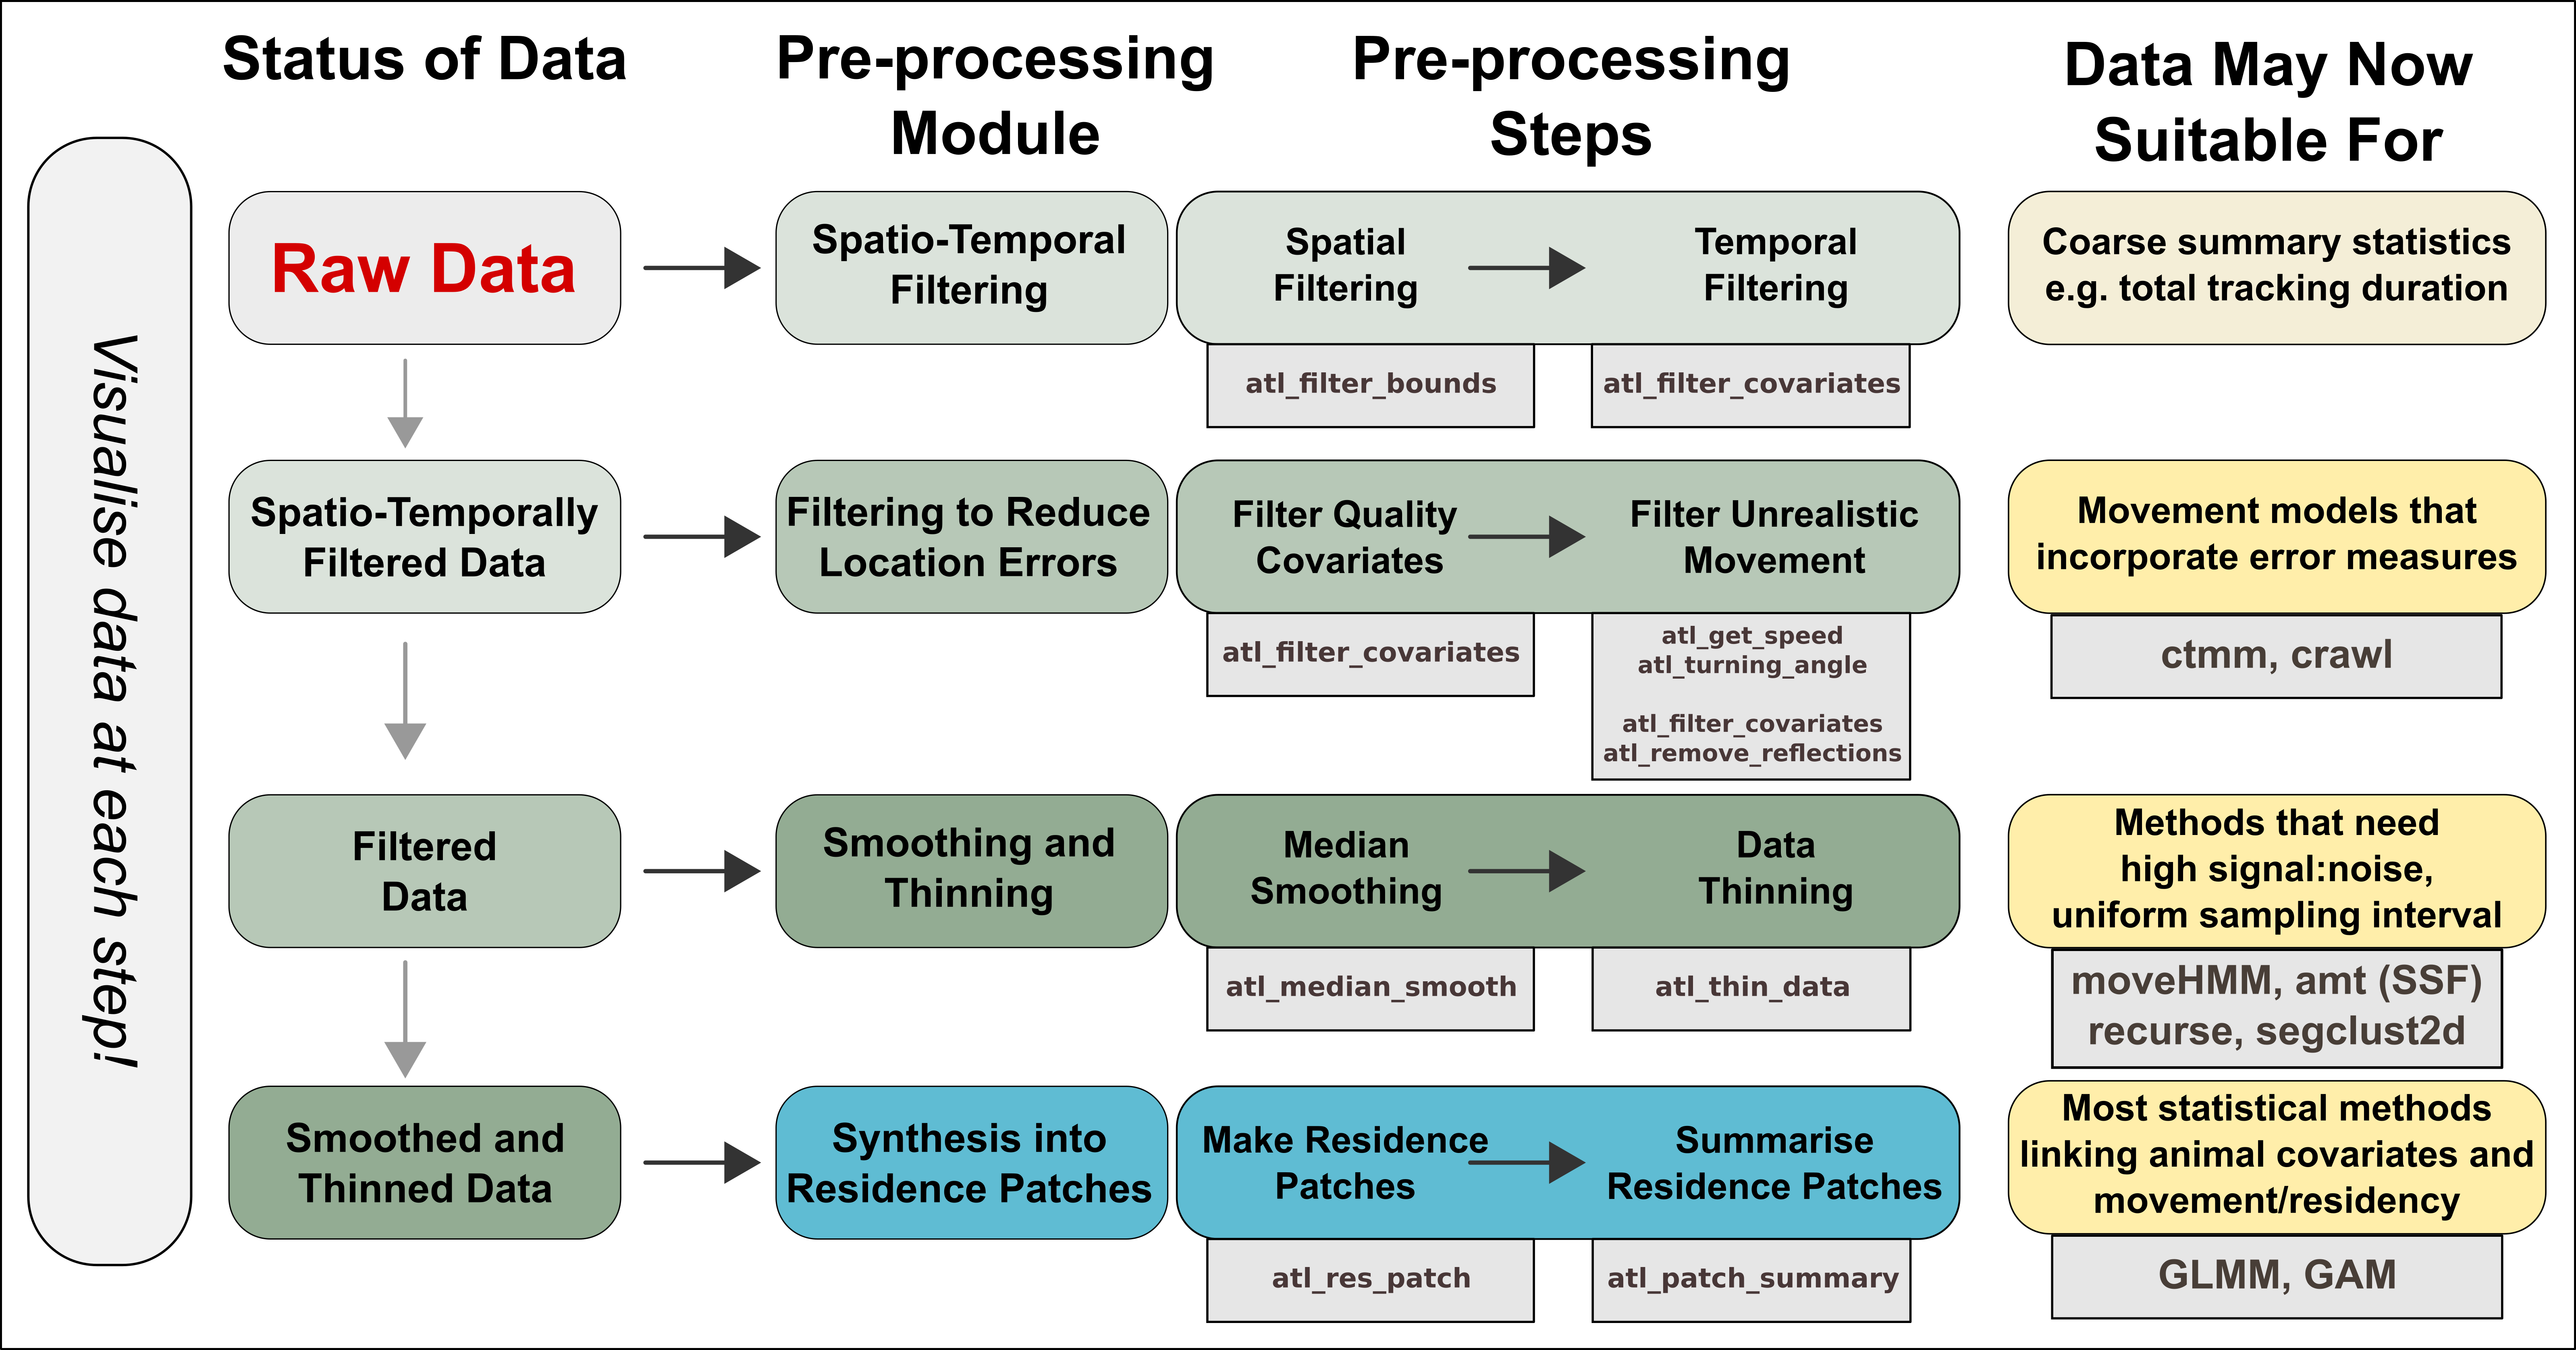 Status of Data
Pre-processing
Module
Pre-processing
Steps
Data May Now
Suitable For
Visualise data at each step!
Raw Data
Spatio-Temporal
Filtering
Spatial
Filtering
Temporal
Filtering
Coarse summary statistics
e.g. total tracking duration
atl_filter_bounds
atl_filter_covariates
Spatio-Temporally
Filtered Data
Filtering to Reduce
Location Errors
Filter Quality
Covariates
Filter Unrealistic
Movement
Movement models that
incorporate error measures
atl_filter_covariates
atl_get_speed
atl_turning_angle
atl_filter_covariates
atl_remove_reflections
ctmm, crawl
Filtered
Data
Smoothing and
Thinning
Median
Smoothing
Data
Thinning
Methods that need
high signal:noise,
uniform sampling interval
atl_median_smooth
atl_thin_data
moveHMM, amt (SSF)
recurse, segclust2d
Smoothed and
Thinned Data
Synthesis into
Residence Patches
Make Residence
Patches
Summarise
Residence Patches
Most statistical methods
linking animal covariates and
movement/residency
atl_res_patch
atl_patch_summary
GLMM, GAM